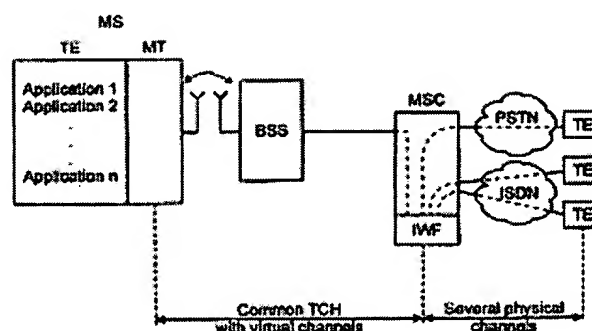 MS
TE MT
Application 1
Application 2
Application n
BSS
MSC
IWF
PSTN
ISDN
TE
TE
TE
Common TCH
with virtual channels
Several physical
channels